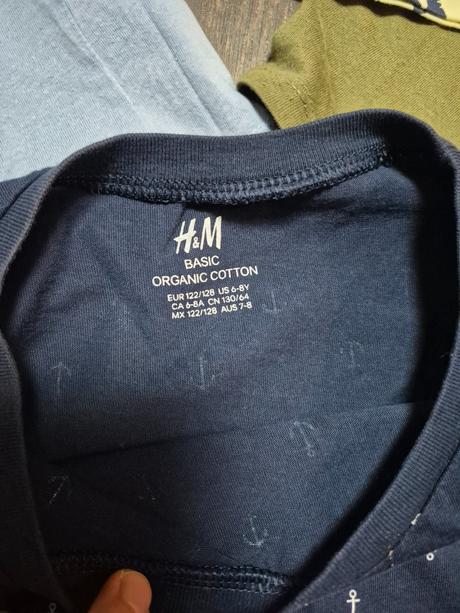 H&M
BASIC
ORGANIC COTTON
EUR 122/128 US 6-8Y
CA 6-8A CN 130/64
MX 122/128 AUS 7-8